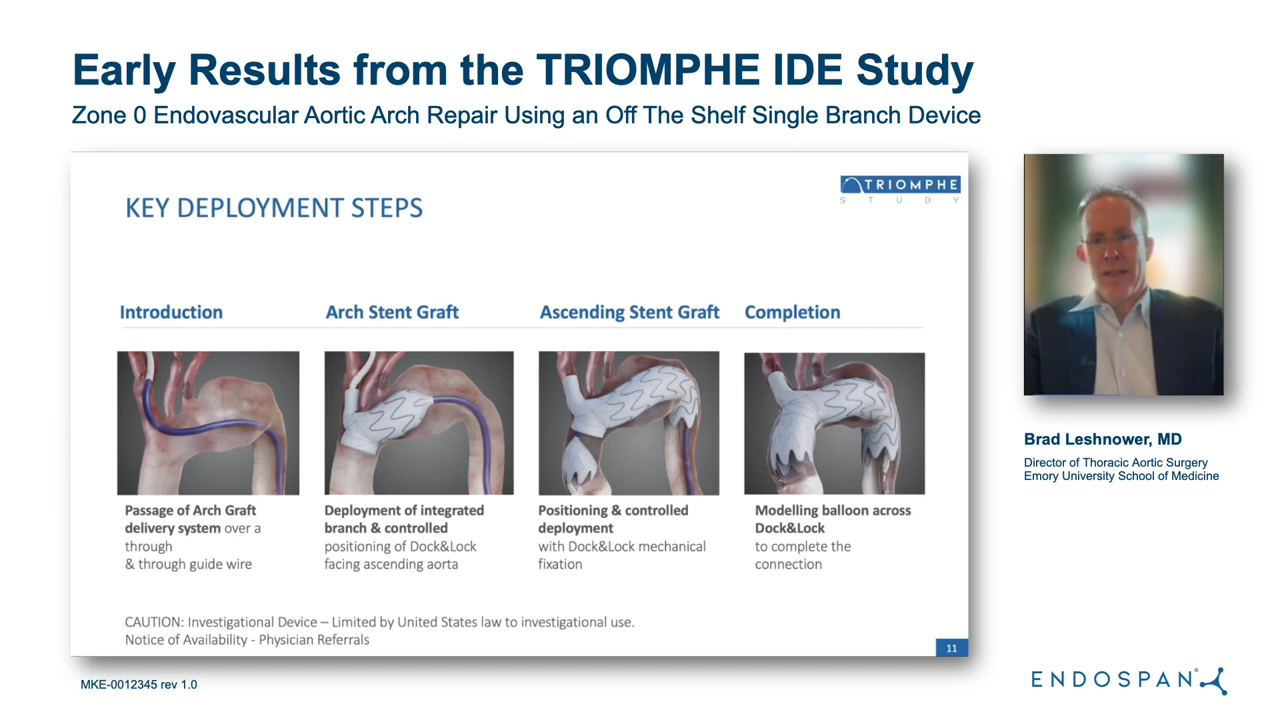 Early Results from the TRIOMPHE IDE Study
Zone 0 Endovascular Aortic Arch Repair Using an Off The Shelf Single Branch Device
TRIOMPHE
STUDY
KEY DEPLOYMENT STEPS
Introduction
Passage of Arch Graft
delivery system over a
through
& through guide wire
Arch Stent Graft
Deployment of integrated
branch & controlled
positioning of Dock&Lock
facing ascending aorta
Ascending Stent Graft
Positioning & controlled
deployment
with Dock&Lock mechanical
fixation
Completion
Modelling balloon across
Dock&Lock
to complete the
connection
CAUTION: Investigational Device – Limited by United States law to investigational use.
Notice of Availability - Physician Referrals
11
Brad Leshnower, MD
Director of Thoracic Aortic Surgery
Emory University School of Medicine
MKE-0012345 rev 1.0
ENDOSPAN®